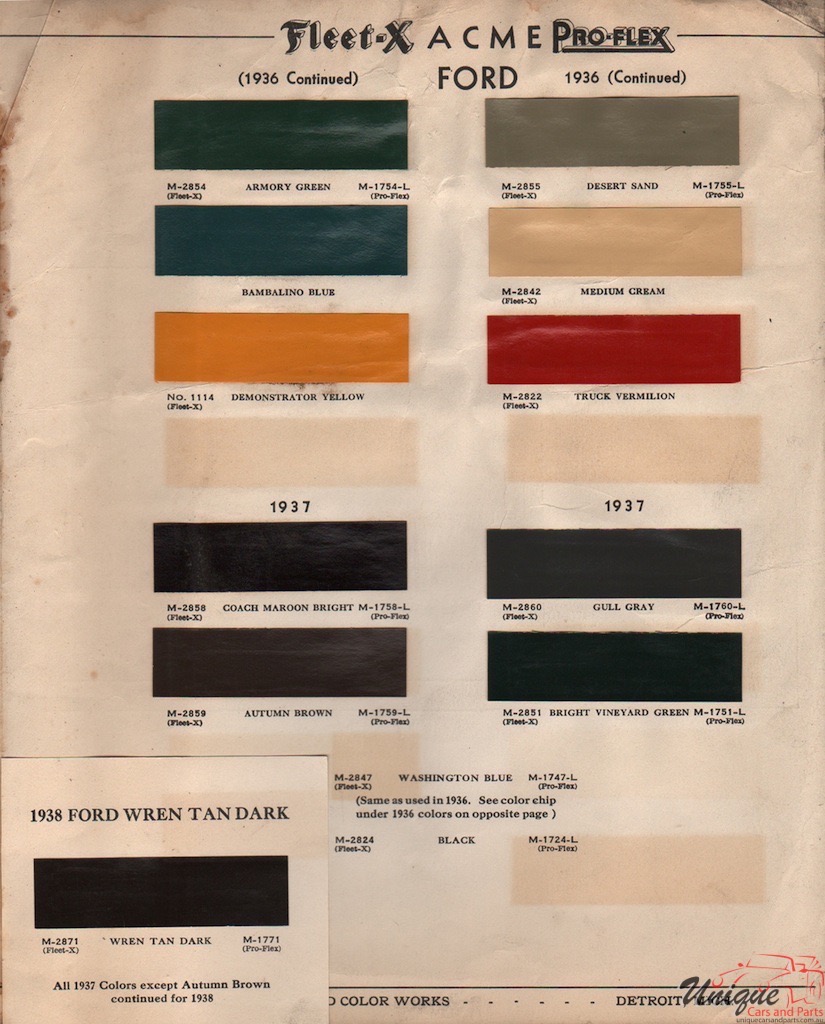 Fleet-X ACME PRO-FLEX
(1936 Continued) FORD 1936 (Continued)
M-2854 ARMORY GREEN M-1754-L
(Fleet-X) (Pro-Flex)
M-2855 DESERT SAND M-1755-L
(Fleet-X) (Pro-Flex)
BAMBALINO BLUE
M-2842 MEDIUM CREAM
(Fleet-X)
No. 1114 DEMONSTRATOR YELLOW
(Fleet-X)
M-2822 TRUCK VERMILION
(Fleet-X)
1937
1937
M-2858 COACH MAROON BRIGHT M-1758-L
(Fleet-X) (Pro-Flex)
M-2860 GULL GRAY M-1760-L
(Fleet-X) (Pro-Flex)
M-2859 AUTUMN BROWN M-1759-L
(Fleet-X) (Pro-Flex)
M-2851 BRIGHT VINEYARD GREEN M-1751-L
(Fleet-X) (Pro-Flex)
M-2847 WASHINGTON BLUE M-1747-L
(Fleet-X) (Pro-Flex)
(Same as used in 1936. See color chip
under 1936 colors on opposite page )
M-2824 BLACK M-1724-L
(Fleet-X) (Pro-Flex)
1938 FORD WREN TAN DARK
M-2871 WREN TAN DARK M-1771
(Fleet-X) (Pro-Flex)
All 1937 Colors except Autumn Brown
continued for 1938
COLOR WORKS - - - - - - DETROIT
Unique
Cars and Parts
uniquecarsandparts.com.au